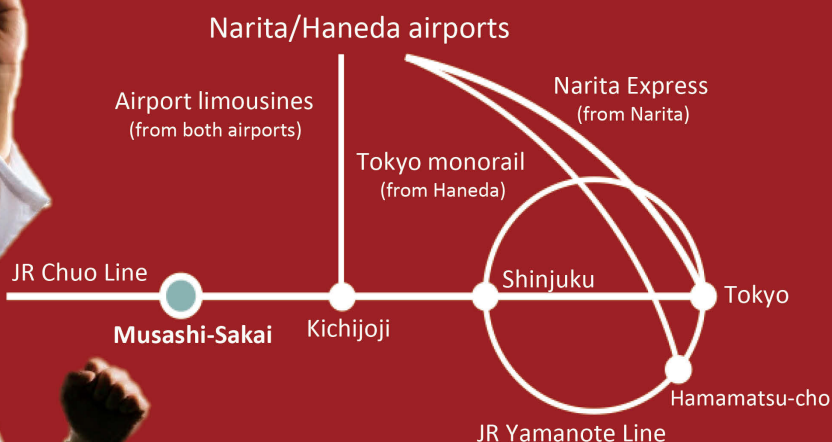 Narita/Haneda airports
Airport limousines
(from both airports)
Narita Express
(from Narita)
Tokyo monorail
(from Haneda)
JR Chuo Line
Musashi-Sakai
Kichijoji
Shinjuku
Tokyo
Hamamatsu-cho
JR Yamanote Line